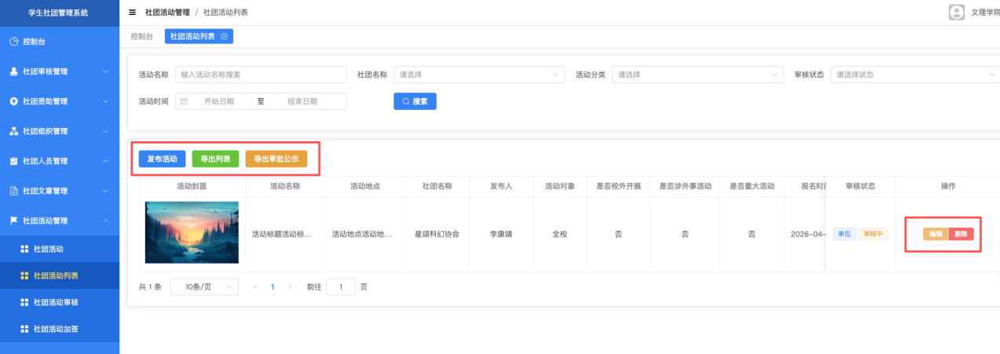 学生社团管理系统
社团活动管理 / 社团活动列表
文理学院
控制台
社团活动列表
控制台
社团审核管理
社团资助管理
社团组织管理
社团人员管理
社团文章管理
社团活动管理
社团活动
社团活动列表
社团活动审核
社团活动加签
活动名称 输入活动名称搜索 社团名称 请选择 活动分类 请选择 审核状态 请选择状态
活动时间 开始日期 至 结束日期 搜索
发布活动 导出列表 导出审批公示
活动封面 活动名称 活动地点 社团名称 发布人 活动对象 是否校外开展 是否涉外事活动 是否重大活动 报名时 审核状态 操作
活动标题活动标... 活动地点活动地... 星颂科幻协会 李康靖 全校 否 否 否 2026-04- 单位 审核中 编辑 删除
共 1 条 10条/页 1 前往 1 页